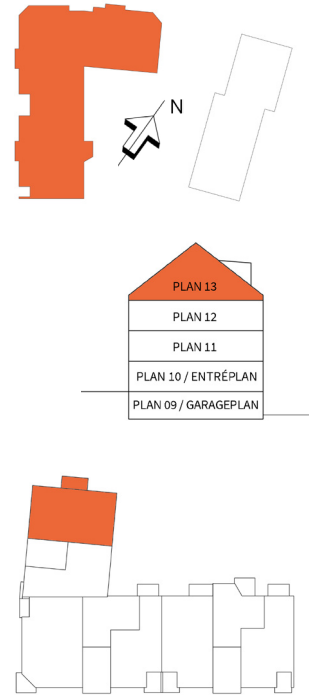 N
PLAN 13
PLAN 12
PLAN 11
PLAN 10 / ENTRÉPLAN
PLAN 09 / GARAGEPLAN